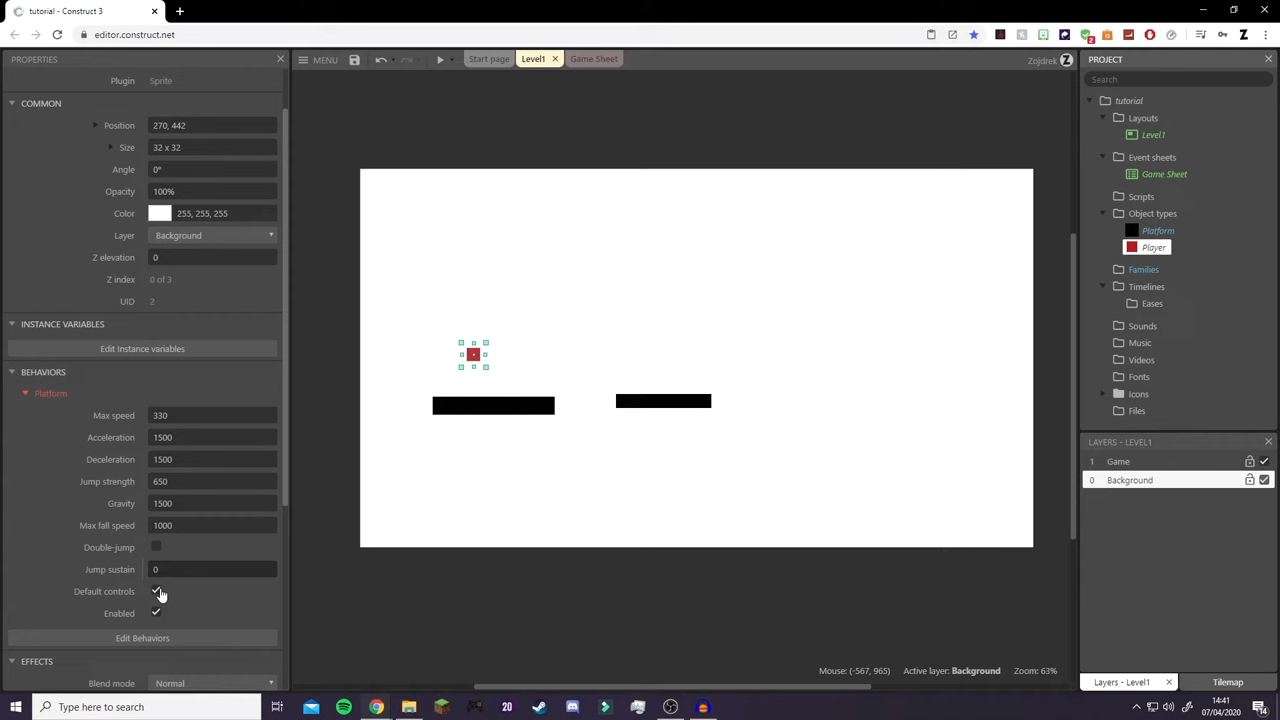 tutorial - Construct 3
editor.construct.net
PROPERTIES
MENU
Start page
Level1
Game Sheet
Zojdrek
PROJECT
Search
Plugin Sprite
COMMON
Position 270, 442
Size 32 x 32
Angle 0°
Opacity 100%
Color 255, 255, 255
Layer Background
Z elevation 0
Z index 0 of 3
UID 2
INSTANCE VARIABLES
Edit Instance variables
BEHAVIORS
Platform
Max speed 330
Acceleration 1500
Deceleration 1500
Jump strength 650
Gravity 1500
Max fall speed 1000
Double-jump
Jump sustain 0
Default controls
Enabled
Edit Behaviors
EFFECTS
Blend mode Normal
tutorial
Layouts
Level1
Event sheets
Game Sheet
Scripts
Object types
Platform
Player
Families
Timelines
Eases
Sounds
Music
Videos
Fonts
Icons
Files
LAYERS - LEVEL1
1 Game
0 Background
Mouse: (-567, 965) Active layer: Background Zoom: 63%
Layers - Level1
Tilemap
Type here to search
20
14:41
07/04/2020
14